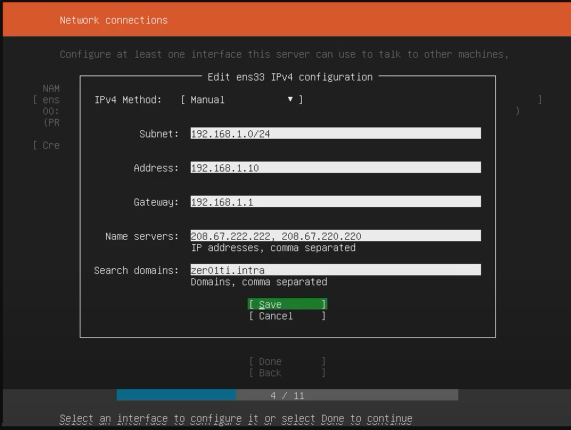 Network connections
Configure at least one interface this server can use to talk to other machines,
Edit ens33 IPv4 configuration
NAM
[ ens ]
00: )
(PR
[ Cre
IPv4 Method: [ Manual ▾ ]
Subnet: 192.168.1.0/24
Address: 192.168.1.10
Gateway: 192.168.1.1
Name servers: 208.67.222.222, 208.67.220.220
IP addresses, comma separated
Search domains: zer01ti.intra
Domains, comma separated
[ Save ]
[ Cancel ]
[ Done ]
[ Back ]
4 / 11
Select an interface to configure it or select Done to continue